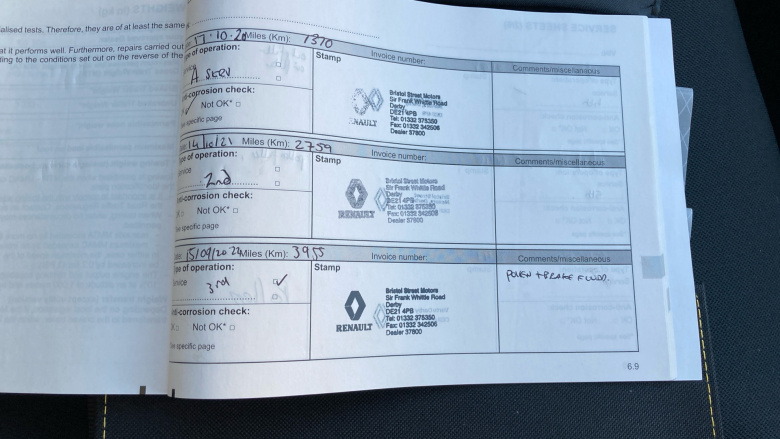 alised tests. Therefore, they are of at least the same
at it performs well. Furthermore, repairs carried out
ling to the conditions set out on the reverse of the
17·10·20 Miles (Km): 1370 Invoice number: Comments/miscellaneous
of operation: Stamp
A SERV
corrosion check:
Not OK*
specific page
RENAULT
Bristol Street Motors
Sir Frank Whittle Road
Derby
DE21 4PB
Tel: 01332 375350
Fax: 01332 342506
Dealer 37800
14/10/21 Miles (Km): 2759 Invoice number: Comments/miscellaneous
of operation: Stamp
2nd
-corrosion check:
Not OK*
specific page
RENAULT
Bristol Street Motors
Sir Frank Whittle Road
Derby
DE21 4PB
Tel: 01332 375350
Fax: 01332 342506
Dealer 37800
15/09/2022 Miles (Km): 3955 Invoice number: Comments/miscellaneous
pe of operation: Stamp
3rd
ti-corrosion check:
Not OK*
specific page
RENAULT
Bristol Street Motors
Sir Frank Whittle Road
Derby
DE21 4PB
Tel: 01332 375350
Fax: 01332 342506
Dealer 37800
POLLEN + BRAKE FLUID
6.9